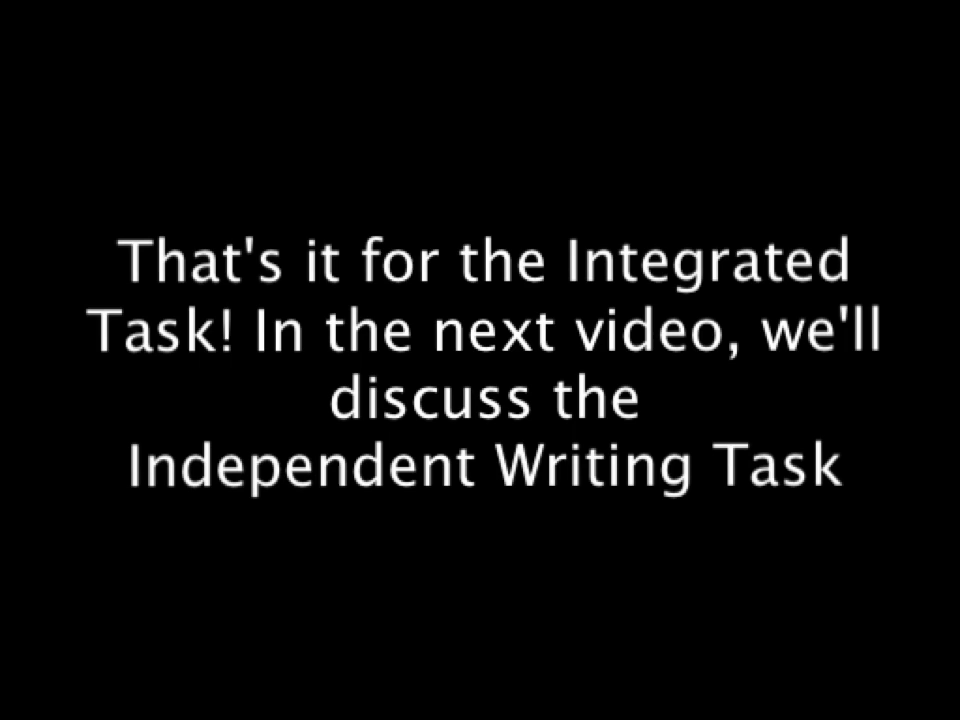 That's it for the Integrated
Task! In the next video, we'll
discuss the
Independent Writing Task